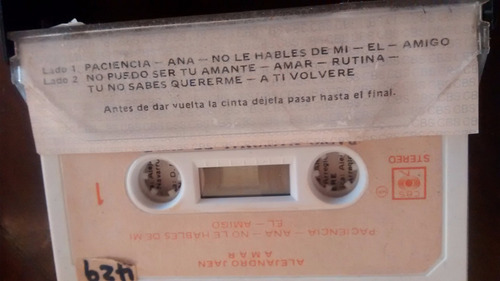 Lado 1 PACIENCIA – ANA – NO LE HABLES DE MI – EL – AMIGO
Lado 2 NO PUEDO SER TU AMANTE – AMAR – RUTINA –
TU NO SABES QUERERME – A TI VOLVERE
Antes de dar vuelta la cinta déjela pasar hasta el final.
1
CBS
STEREO
ALEJANDRO JAEN
AMAR
PACIENCIA – ANA – NO LE HABLES DE MI
EL – AMIGO
439